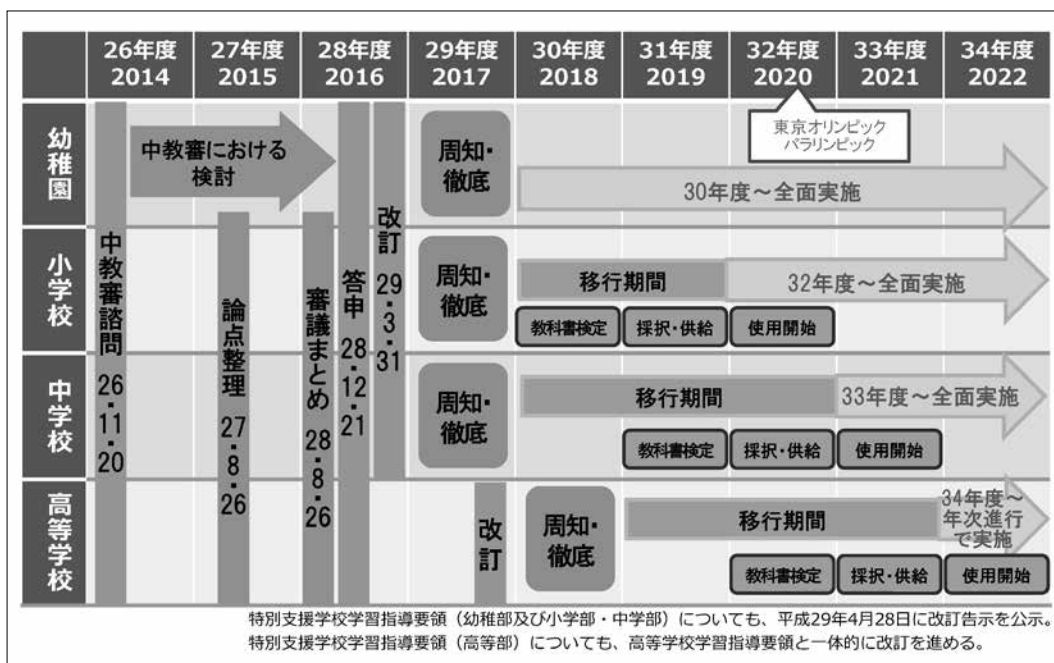 26年度 27年度 28年度 29年度 30年度 31年度 32年度 33年度 34年度
2014 2015 2016 2017 2018 2019 2020 2021 2022
東京オリンピック
パラリンピック
幼稚園
中教審における
検討
周知・
徹底
30年度～全面実施
中教審諮問 26・11・20
論点整理 27・8・26
審議まとめ 28・8・26
答申 28・12・21
改訂 29・3・31
小学校
周知・
徹底
移行期間
32年度～全面実施
教科書検定
採択・供給
使用開始
中学校
周知・
徹底
移行期間
33年度～全面実施
教科書検定
採択・供給
使用開始
高等学校
改訂
周知・
徹底
移行期間
34年度～
年次進行
で実施
教科書検定
採択・供給
使用開始
特別支援学校学習指導要領（幼稚部及び小学部・中学部）についても、平成29年4月28日に改訂告示を公示。
特別支援学校学習指導要領（高等部）についても、高等学校学習指導要領と一体的に改訂を進める。